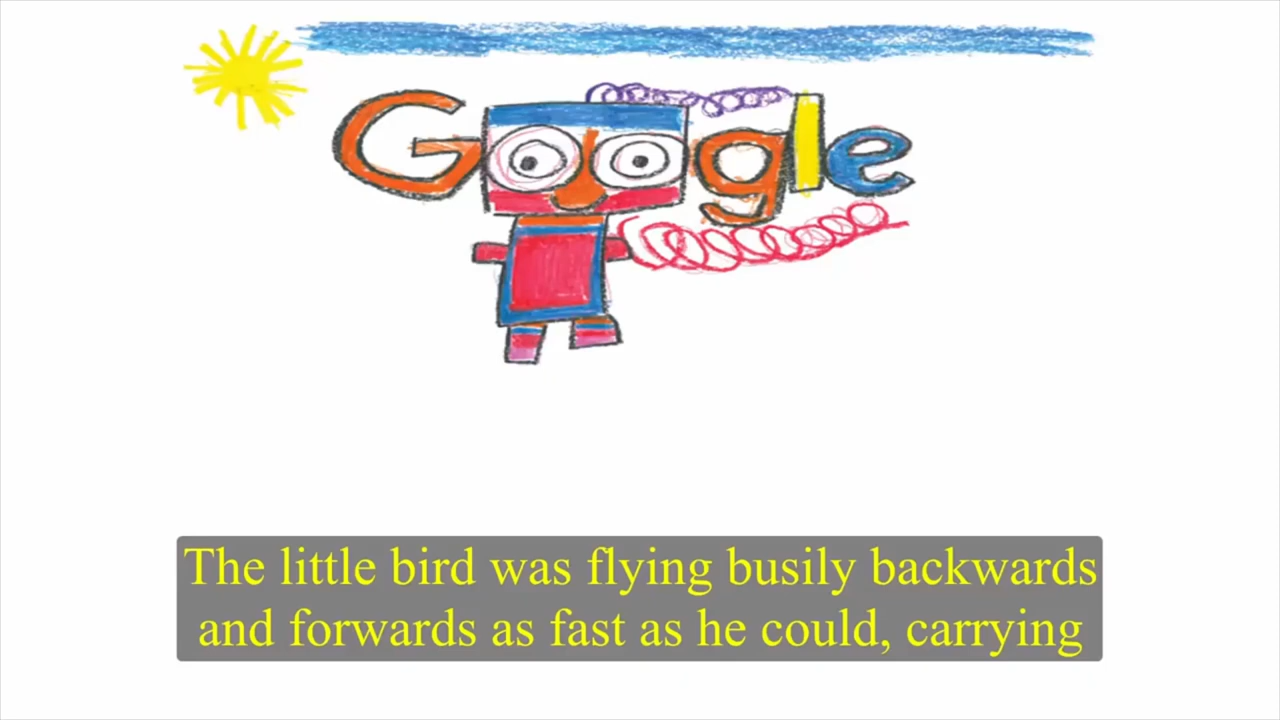 Google
The little bird was flying busily backwards
and forwards as fast as he could, carrying